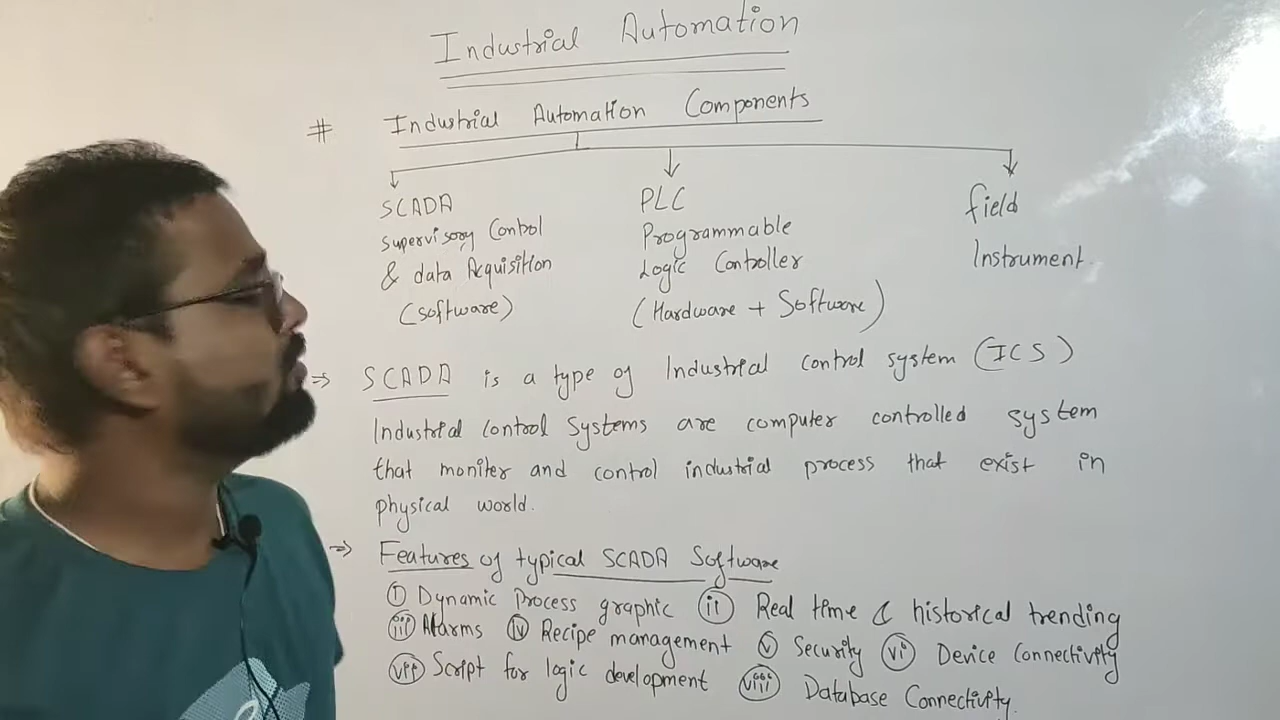 Industrial Automation
# Industrial Automation Components
SCADA
Supervisory Control
& data Acquisition
(Software)
PLC
Programmable
Logic Controller
(Hardware + Software)
field
Instrument.
⇒ SCADA is a type of Industrial control system (ICS)
Industrial Control Systems are computer controlled system
that moniter and control industrial process that exist in
physical world.
⇒ Features of typical SCADA Software
(i) Dynamic Process graphic (ii) Real time & historical trending
(iii) Alarms (iv) Recipe management (v) Security (vi) Device Connectivity
(vii) Script for logic development (viii) Database Connectivity.